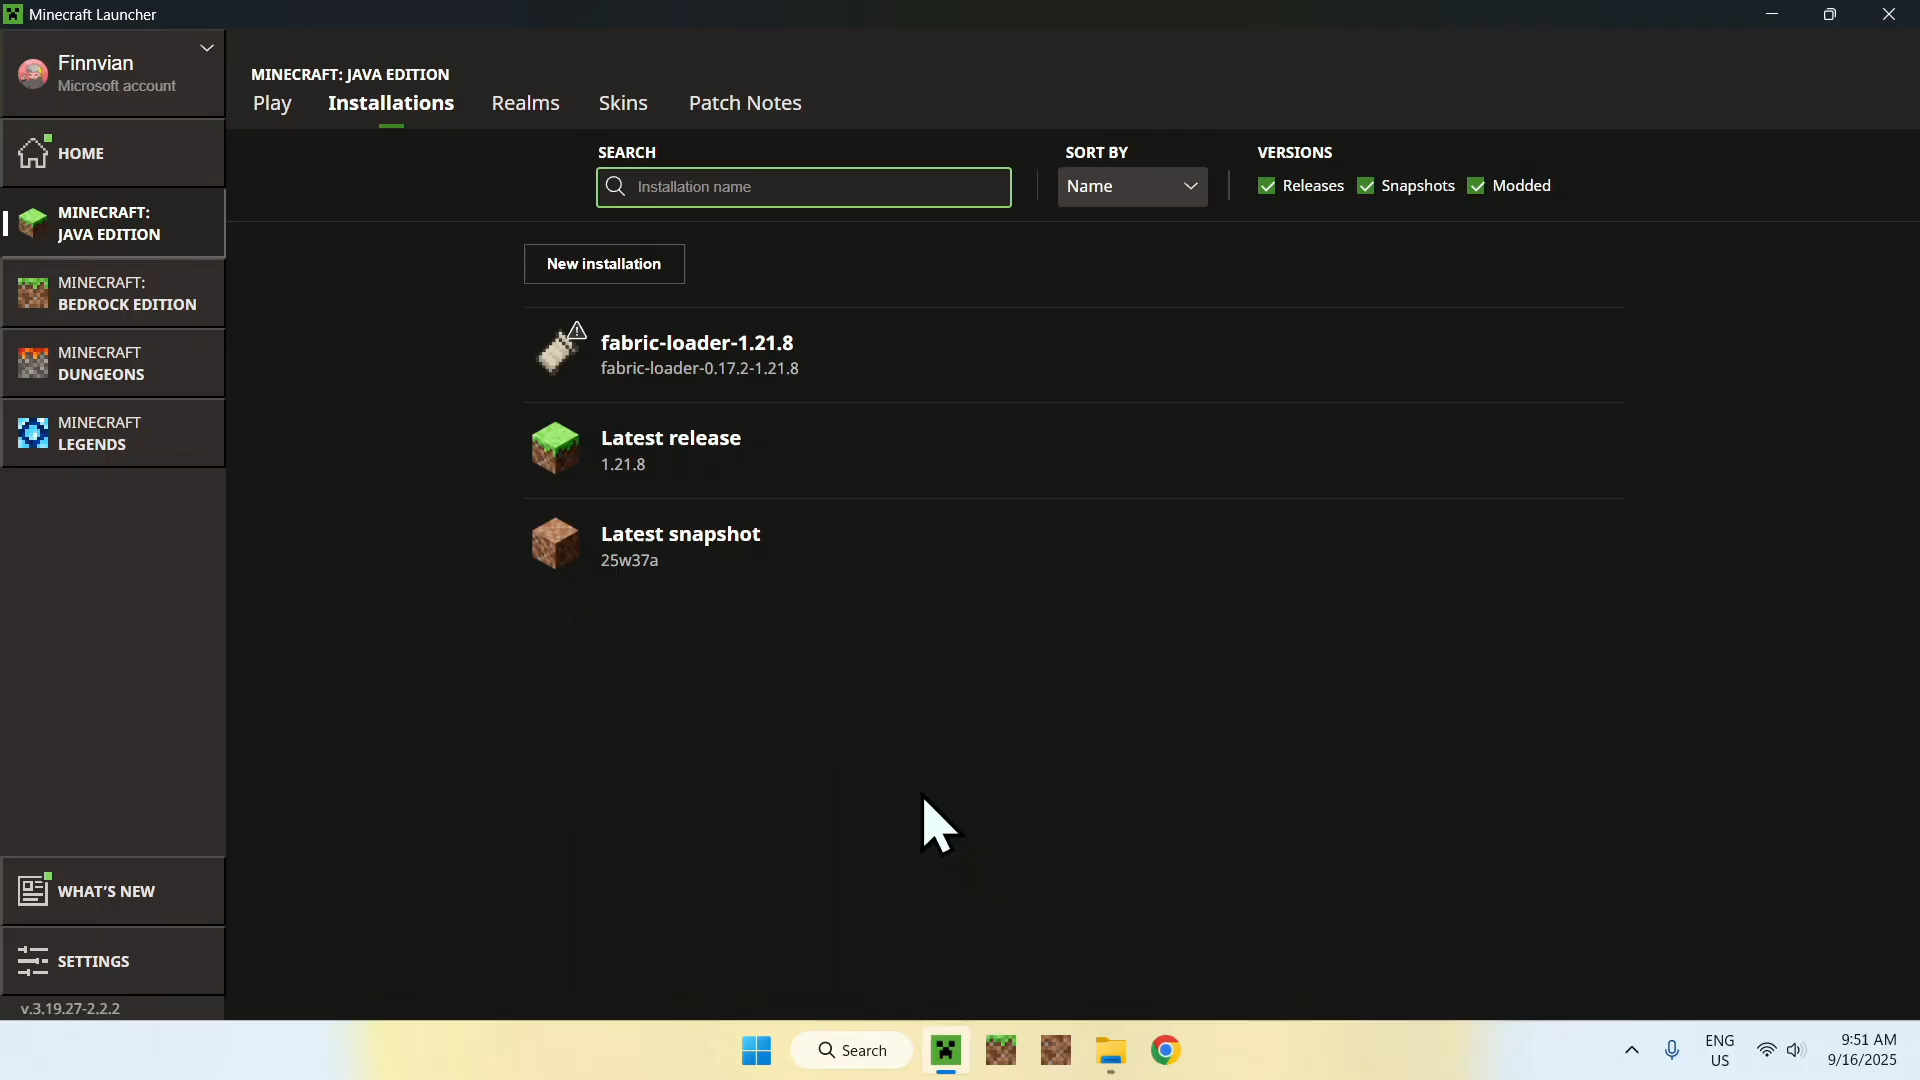 Minecraft Launcher
Finnvian
Microsoft account
HOME
MINECRAFT:
JAVA EDITION
MINECRAFT:
BEDROCK EDITION
MINECRAFT
DUNGEONS
MINECRAFT
LEGENDS
WHAT'S NEW
SETTINGS
v.3.19.27-2.2.2
MINECRAFT: JAVA EDITION
Play Installations Realms Skins Patch Notes
SEARCH
Installation name
SORT BY
Name
VERSIONS
Releases Snapshots Modded
New installation
fabric-loader-1.21.8
fabric-loader-0.17.2-1.21.8
Latest release
1.21.8
Latest snapshot
25w37a
Search
ENG
US
9:51 AM
9/16/2025